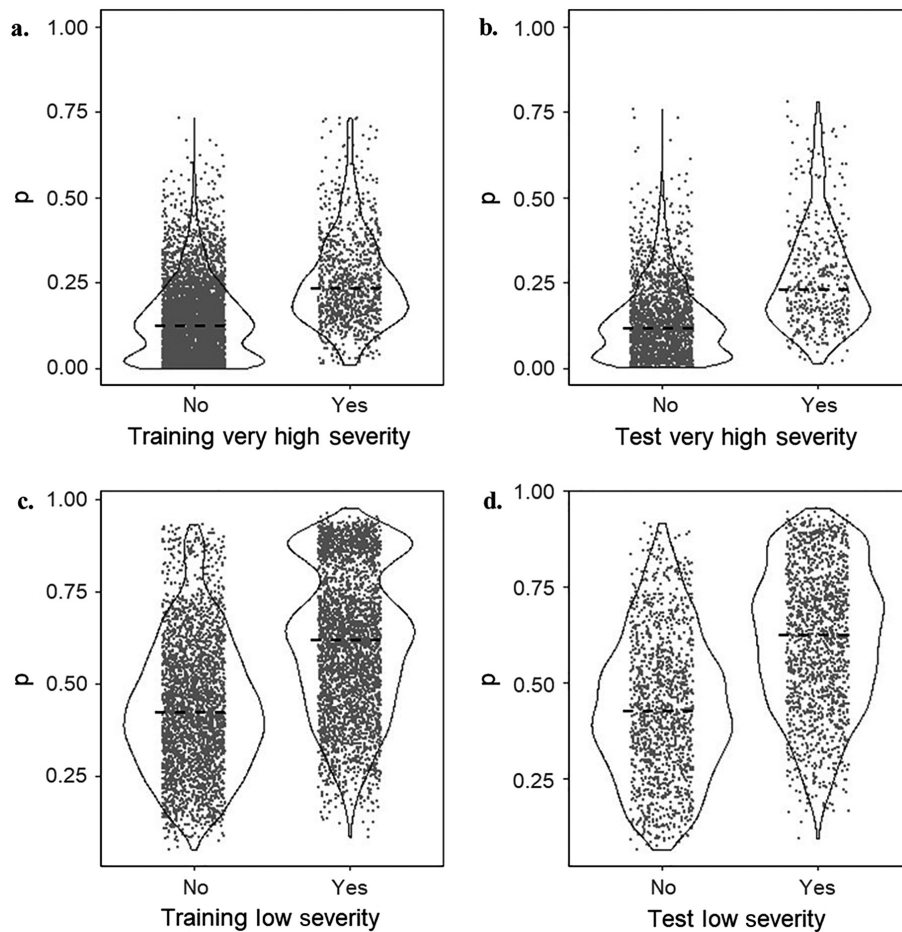 a.
1.00
0.75
0.50
0.25
0.00
p
No Yes
Training very high severity
b.
1.00
0.75
0.50
0.25
0.00
p
No Yes
Test very high severity
c.
1.00
0.75
0.50
0.25
p
No Yes
Training low severity
d.
1.00
0.75
0.50
0.25
p
No Yes
Test low severity